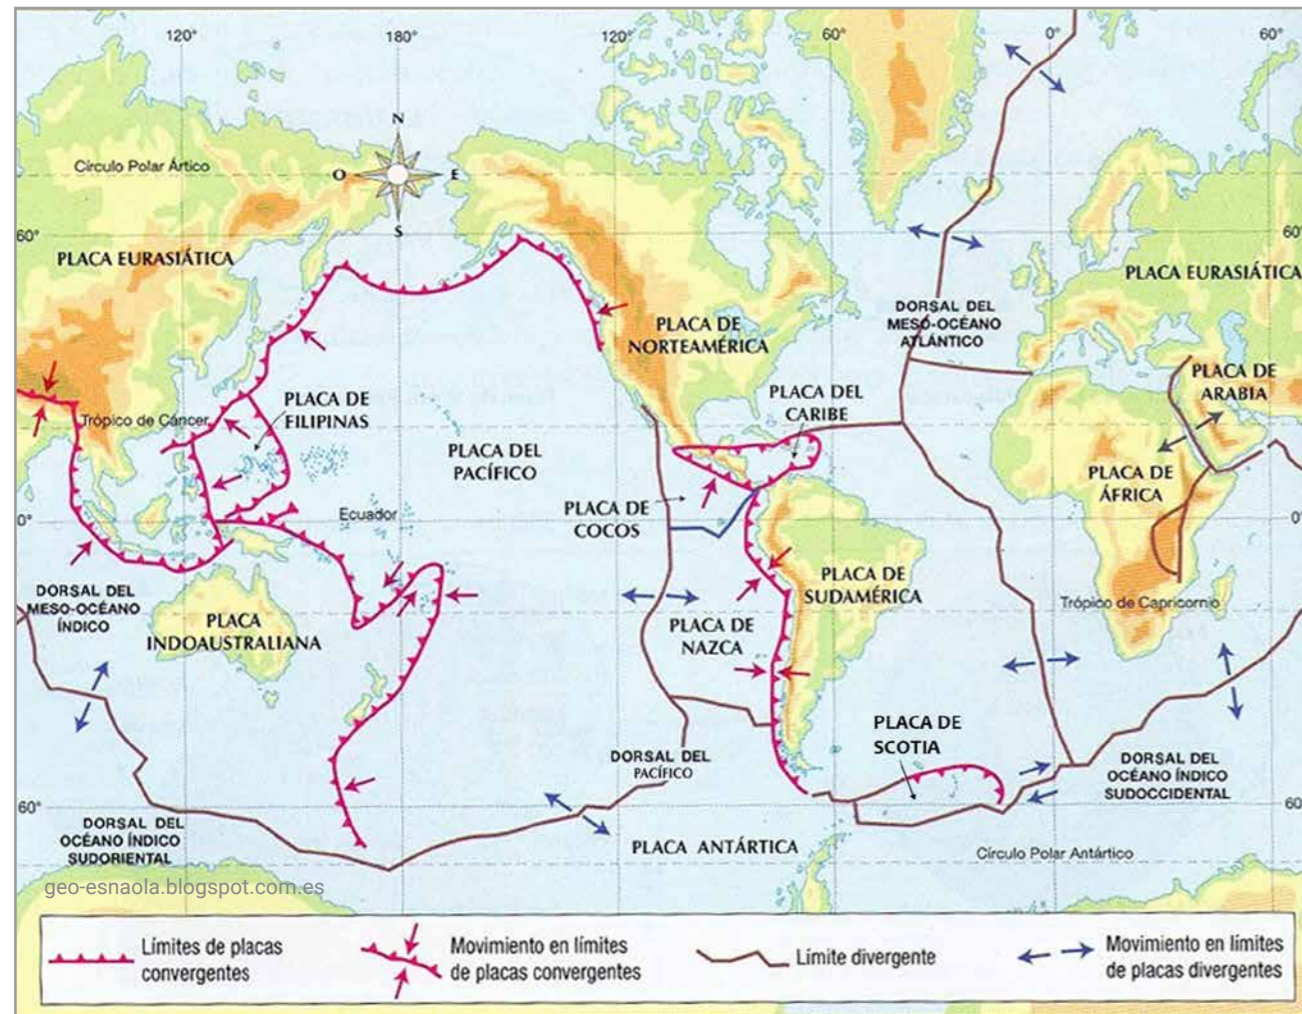 120°
180°
120°
60°
0°
60°
N
Círculo Polar Ártico
O
E
S
60°
60°
PLACA EURASIÁTICA
PLACA EURASIÁTICA
DORSAL DEL
MESO-OCÉANO
ATLÁNTICO
PLACA DE
NORTEAMÉRICA
PLACA DE
ARABIA
PLACA DEL
CARIBE
PLACA DE
FILIPINAS
Trópico de Cáncer
PLACA DEL
PACÍFICO
PLACA DE
ÁFRICA
PLACA DE
COCOS
0°
Ecuador
0°
DORSAL DEL
MESO-OCÉANO
ÍNDICO
PLACA DE
SUDAMÉRICA
Trópico de Capricornio
PLACA
INDOAUSTRALIANA
PLACA DE
NAZCA
PLACA DE
SCOTIA
DORSAL DEL
PACÍFICO
DORSAL DEL
OCÉANO ÍNDICO
SUDOCCIDENTAL
60°
60
DORSAL DEL
OCÉANO ÍNDICO
SUDORIENTAL
PLACA ANTÁRTICA
Círculo Polar Antártico
geo-esnaola.blogspot.com.es
Límites de placas
convergentes
Movimiento en límites
de placas convergentes
Límite divergente
Movimiento en límites
de placas divergentes